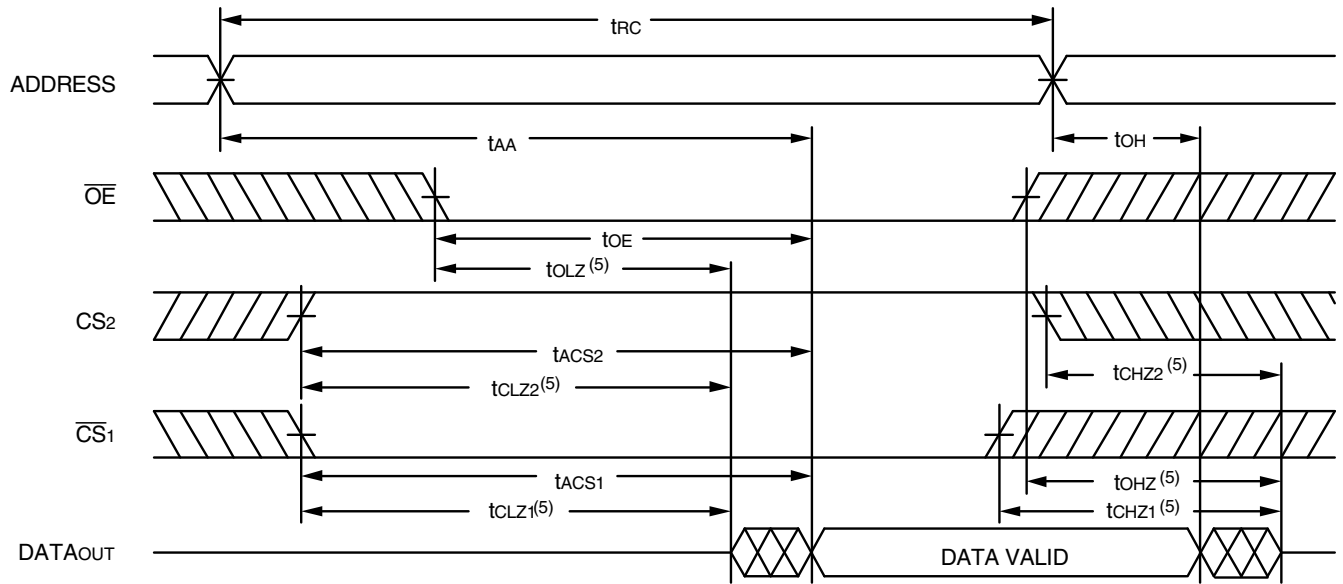 tRC
ADDRESS
tAA
tOH
OE
tOE
tOLZ (5)
CS2
tACS2
tCLZ2(5)
tCHZ2(5)
CS1
tACS1
tOHZ (5)
tCLZ1(5)
tCHZ1(5)
DATAOUT
DATA VALID